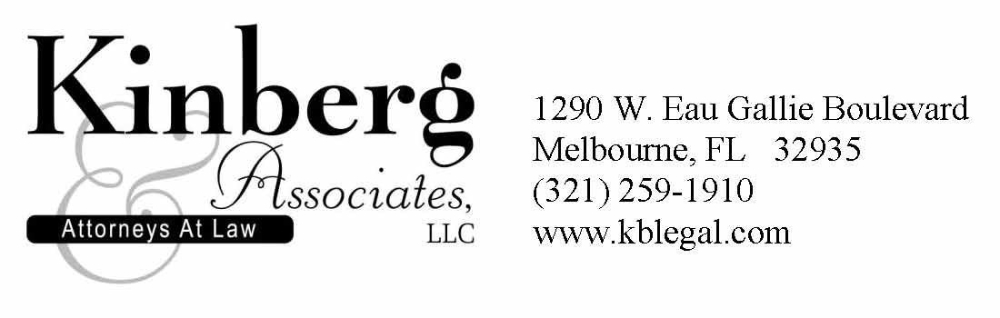 Kinberg
& Associates,
Attorneys At Law
LLC
1290 W. Eau Gallie Boulevard
Melbourne, FL 32935
(321) 259-1910
www.kblegal.com